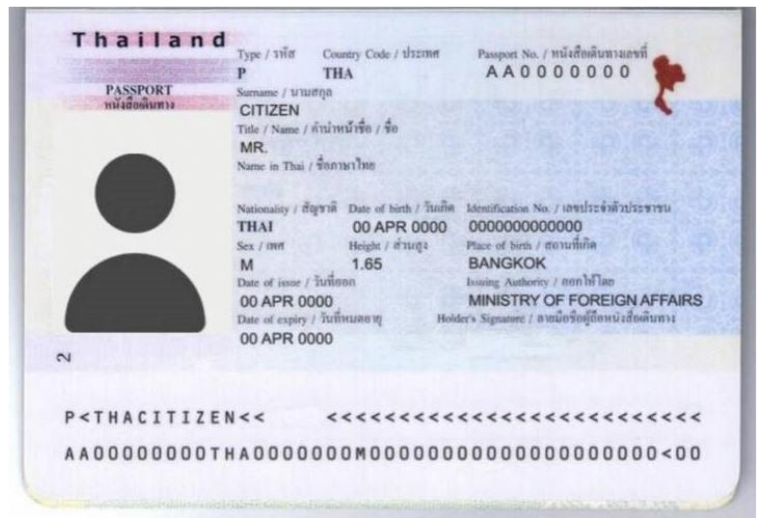 Thailand
Type / รหัส Country Code / ประเทศ Passport No. / หนังสือเดินทางเลขที่
P THA AA0000000
PASSPORT
หนังสือเดินทาง
Surname / นามสกุล
CITIZEN
Title / Name / คำนำหน้าชื่อ / ชื่อ
MR.
Name in Thai / ชื่อภาษาไทย
Nationality / สัญชาติ Date of birth / วันเกิด Identification No. / เลขประจำตัวประชาชน
THAI 00 APR 0000 0000000000000
Sex / เพศ Height / ส่วนสูง Place of birth / สถานที่เกิด
M 1.65 BANGKOK
Date of issue / วันที่ออก Issuing Authority / ออกให้โดย
00 APR 0000 MINISTRY OF FOREIGN AFFAIRS
Date of expiry / วันที่หมดอายุ Holder's Signature / ลายมือชื่อผู้ถือหนังสือเดินทาง
00 APR 0000
2
P<THACITIZEN<< <<<<<<<<<<<<<<<<<<<<<<<<<<
AA00000000THA0000000M00000000000000000000000<00